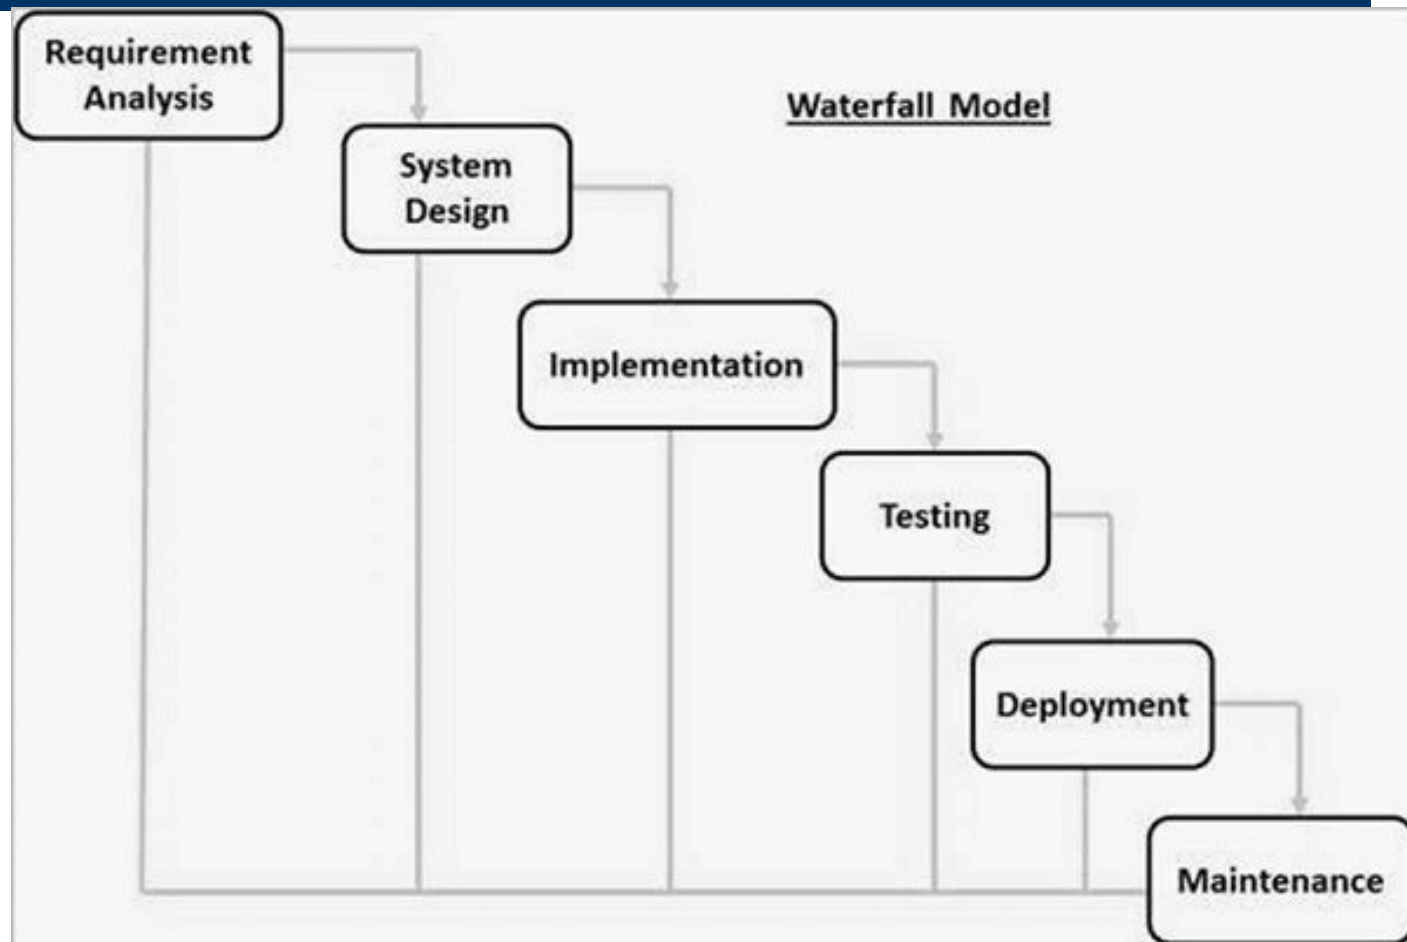 Requirement
Analysis
Waterfall Model
System
Design
Implementation
Testing
Deployment
Maintenance